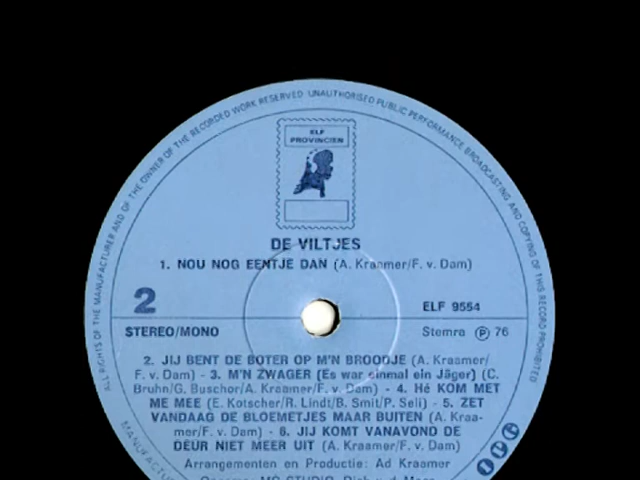 ALL RIGHTS OF THE MANUFACTURER AND OF THE OWNER OF THE RECORDED WORK RESERVED UNAUTHORISED PUBLIC PERFORMANCE BROADCASTING AND COPYING OF THIS RECORD PROHIBITED
ELF
PROVINCIEN
DE VILTJES
1. NOU NOG EENTJE DAN (A. Kraamer/F. v. Dam)
2
ELF 9554
STEREO/MONO
Stemra Ⓟ 76
2. JIJ BENT DE BOTER OP M'N BROODJE (A. Kraamer/
F. v. Dam) - 3. M'N ZWAGER (Es war einmal ein Jäger) (C.
Bruhn/G. Buschor/A. Kraamer/F. v. Dam) - 4. Hé KOM MET
ME MEE (E. Kotscher/R. Lindt/B. Smit/P. Seli) - 5. ZET
VANDAAG DE BLOEMETJES MAAR BUITEN (A. Kraa-
mer/F. v. Dam) - 6. JIJ KOMT VANAVOND DE
DEUR NIET MEER UIT (A. Kraamer/F. v. Dam)
Arrangementen en Productie: Ad Kraamer